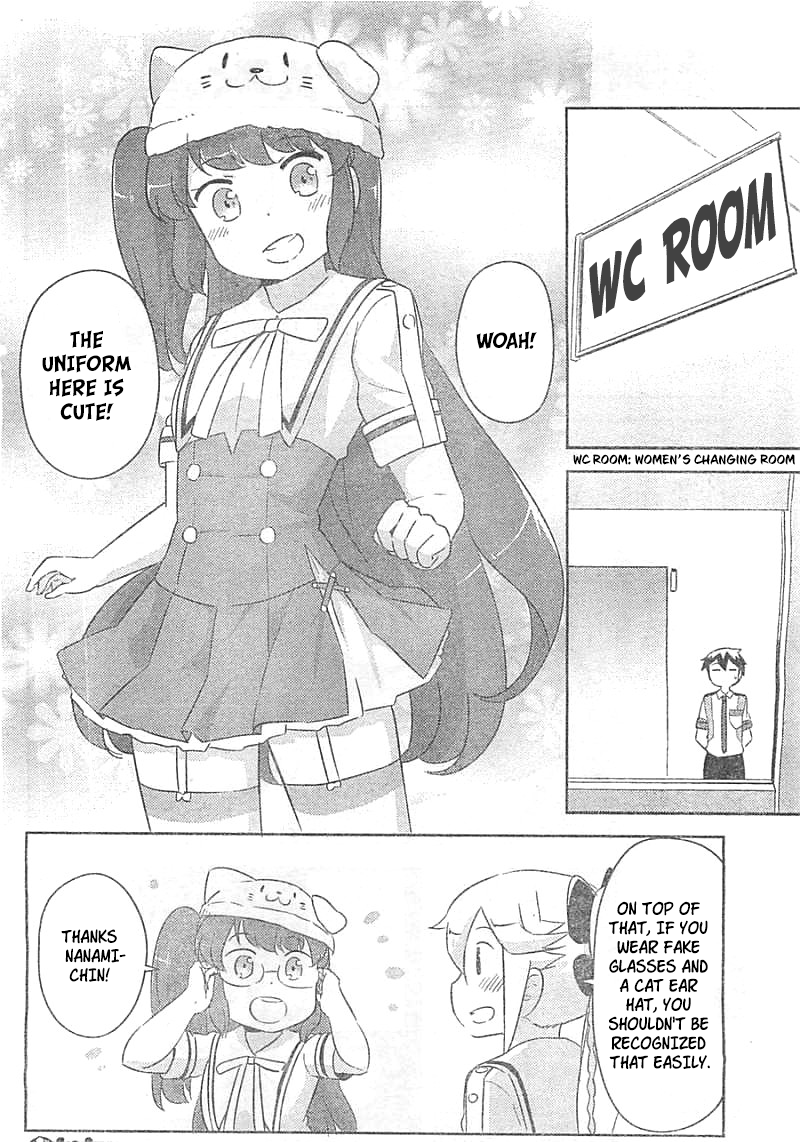 WC ROOM
WC ROOM: WOMEN'S CHANGING ROOM
WOAH!
THE
UNIFORM
HERE IS
CUTE!
ON TOP OF
THAT, IF YOU
WEAR FAKE
GLASSES AND
A CAT EAR
HAT, YOU
SHOULDN'T BE
RECOGNIZED
THAT EASILY.
THANKS
NANAMI-
CHIN!